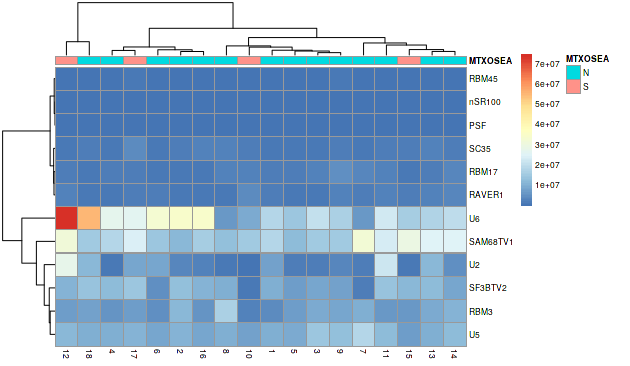 MTXOSEA
RBM45
nSR100
PSF
SC35
RBM17
RAVER1
U6
SAM68TV1
U2
SF3BTV2
RBM3
U5
12 18 4 17 6 2 16 8 10 1 5 3 9 7 11 15 13 14
7e+07
6e+07
5e+07
4e+07
3e+07
2e+07
1e+07
MTXOSEA
N
S